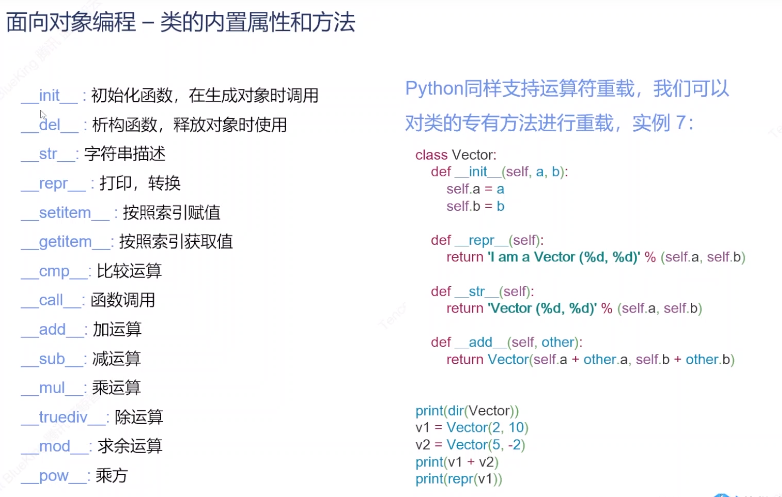 面向对象编程 – 类的内置属性和方法
__init__ : 初始化函数，在生成对象时调用
__del__ : 析构函数，释放对象时使用
__str__: 字符串描述
__repr__ : 打印，转换
__setitem__ : 按照索引赋值
__getitem__: 按照索引获取值
__cmp__: 比较运算
__call__: 函数调用
__add__: 加运算
__sub__: 减运算
__mul__: 乘运算
__truediv__: 除运算
__mod__: 求余运算
__pow__: 乘方
Python同样支持运算符重载，我们可以
对类的专有方法进行重载，实例 7：
class Vector:
def __init__(self, a, b):
self.a = a
self.b = b
def __repr__(self):
return 'I am a Vector (%d, %d)' % (self.a, self.b)
def __str__(self):
return 'Vector (%d, %d)' % (self.a, self.b)
def __add__(self, other):
return Vector(self.a + other.a, self.b + other.b)
print(dir(Vector))
v1 = Vector(2, 10)
v2 = Vector(5, -2)
print(v1 + v2)
print(repr(v1))